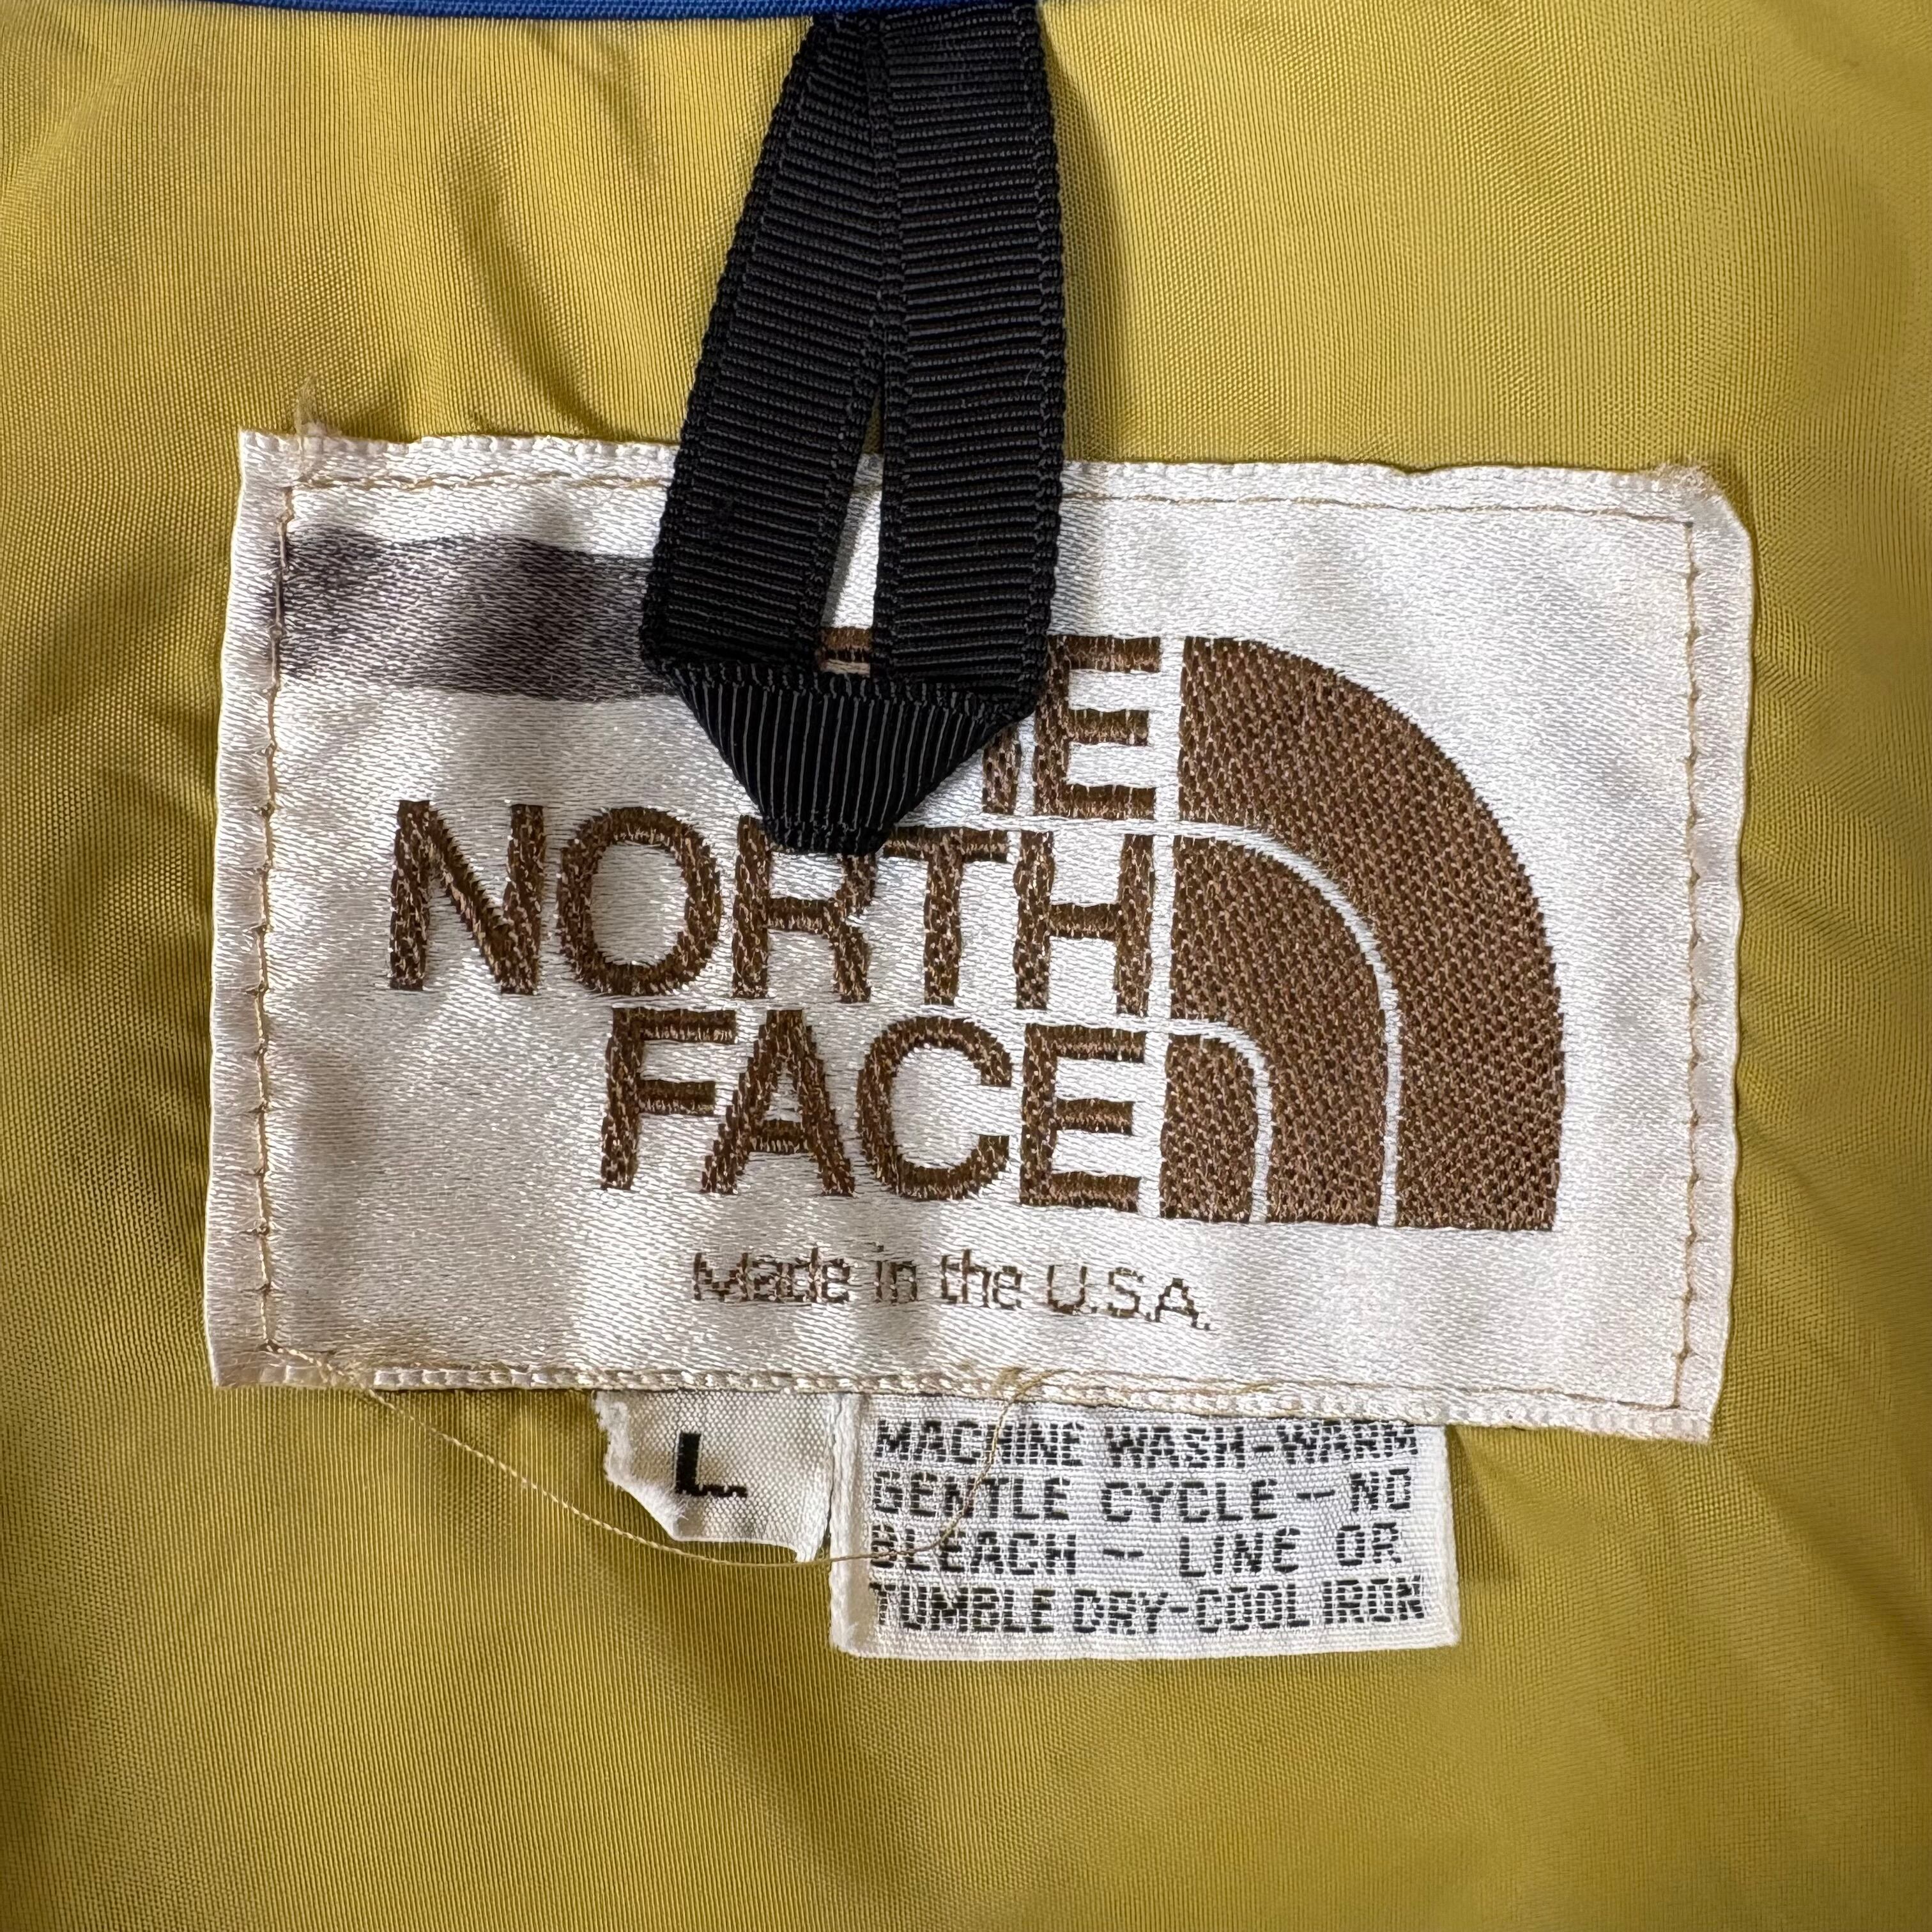 THE
NORTH
FACE
Made in the U.S.A.
L
MACHINE WASH-WARM
GENTLE CYCLE -- NO
BLEACH -- LINE OR
TUMBLE DRY-COOL IRON